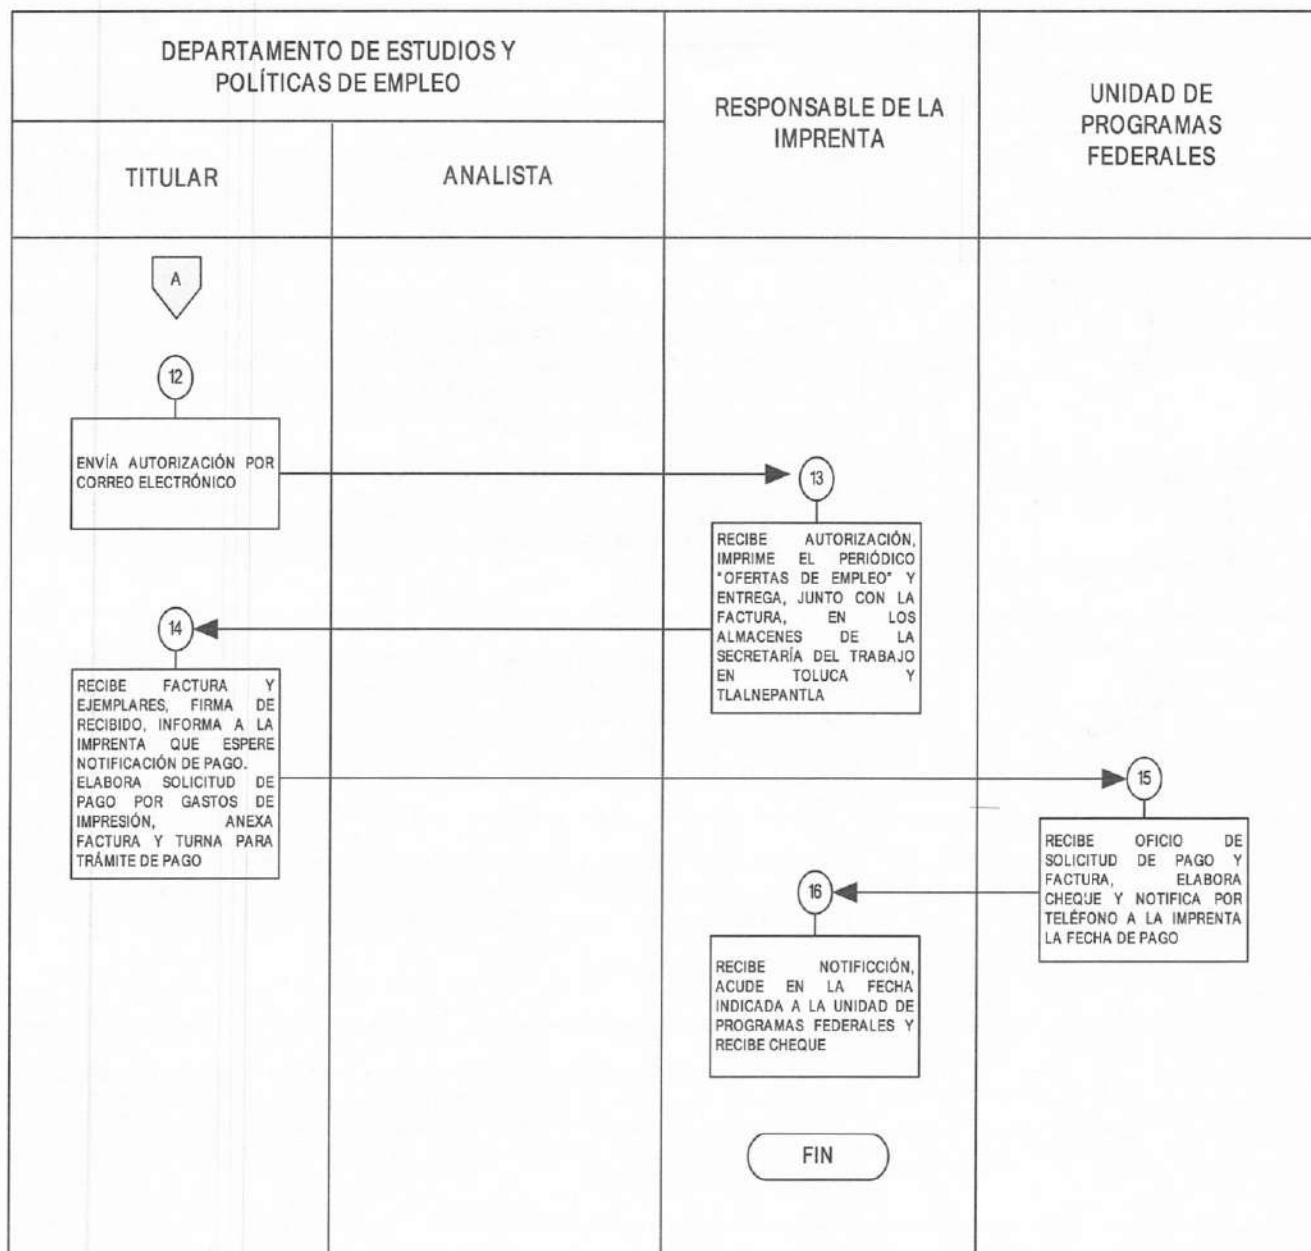 DEPARTAMENTO DE ESTUDIOS Y
POLÍTICAS DE EMPLEO
RESPONSABLE DE LA
IMPRENTA
UNIDAD DE
PROGRAMAS
FEDERALES
TITULAR
ANALISTA
A
12
ENVÍA AUTORIZACIÓN POR
CORREO ELECTRÓNICO
13
RECIBE AUTORIZACIÓN,
IMPRIME EL PERIÓDICO
"OFERTAS DE EMPLEO" Y
ENTREGA, JUNTO CON LA
FACTURA, EN LOS
ALMACENES DE LA
SECRETARÍA DEL TRABAJO
EN TOLUCA Y
TLALNEPANTLA
14
RECIBE FACTURA Y
EJEMPLARES, FIRMA DE
RECIBIDO, INFORMA A LA
IMPRENTA QUE ESPERE
NOTIFICACIÓN DE PAGO.
ELABORA SOLICITUD DE
PAGO POR GASTOS DE
IMPRESIÓN, ANEXA
FACTURA Y TURNA PARA
TRÁMITE DE PAGO
15
RECIBE OFICIO DE
SOLICITUD DE PAGO Y
FACTURA, ELABORA
CHEQUE Y NOTIFICA POR
TELÉFONO A LA IMPRENTA
LA FECHA DE PAGO
16
RECIBE NOTIFICCIÓN,
ACUDE EN LA FECHA
INDICADA A LA UNIDAD DE
PROGRAMAS FEDERALES Y
RECIBE CHEQUE
FIN